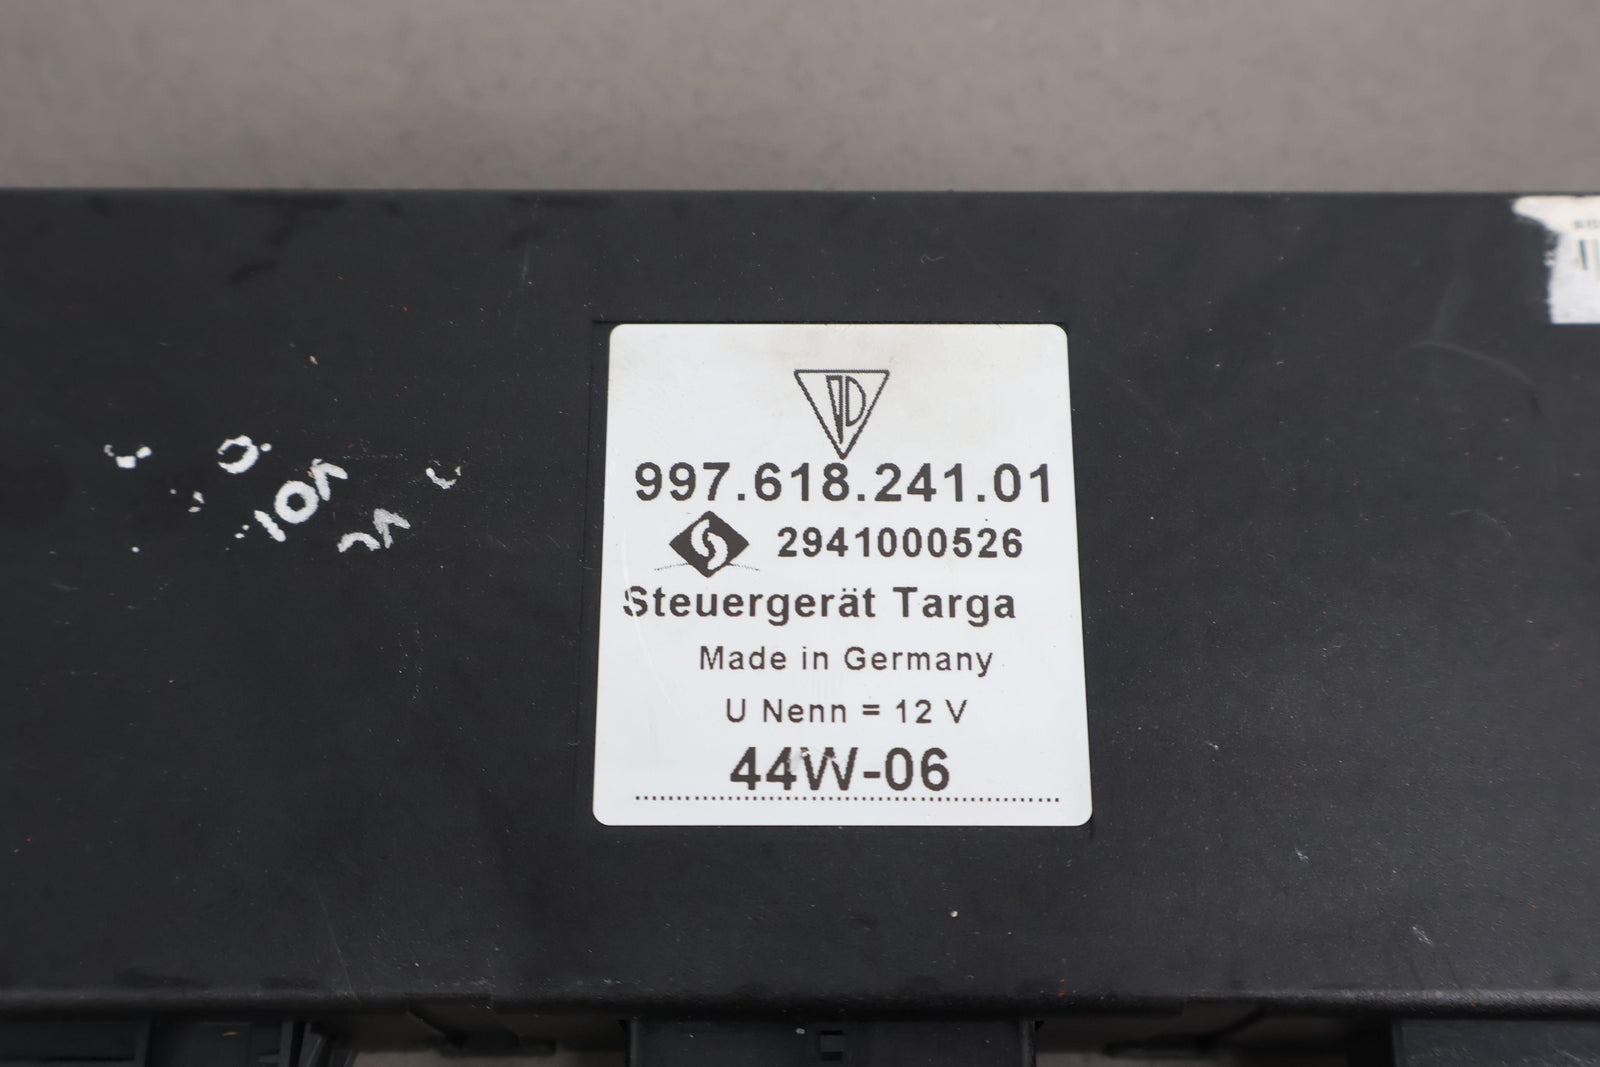 997.618.241.01
2941000526
Steuergerät Targa
Made in Germany
U Nenn = 12 V
44W-06